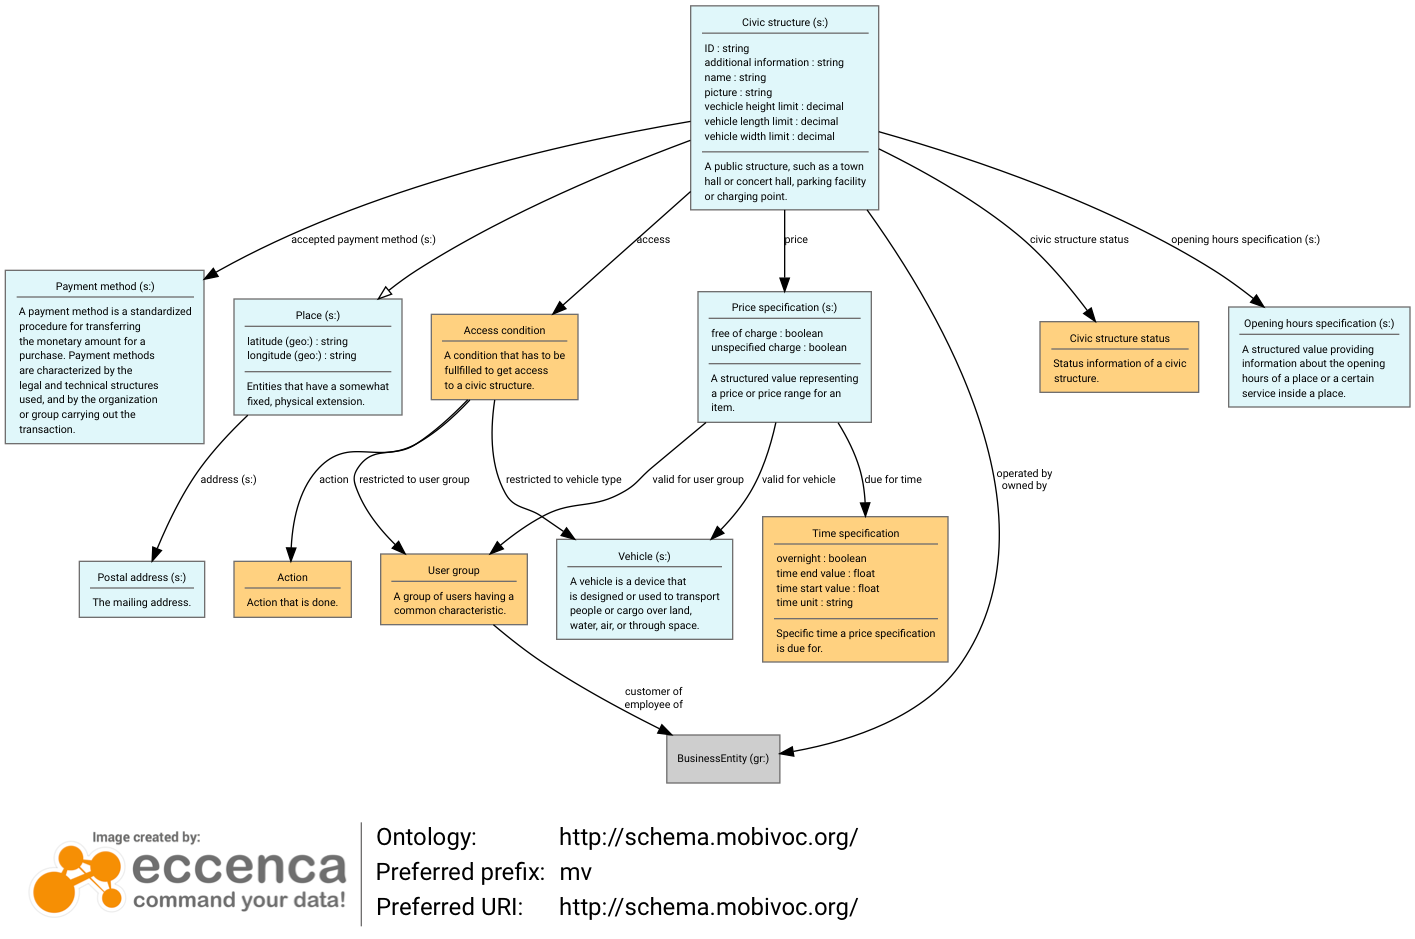 Civic structure (s:)
ID : string
additional information : string
name : string
picture : string
vechicle height limit : decimal
vehicle length limit : decimal
vehicle width limit : decimal
A public structure, such as a town
hall or concert hall, parking facility
or charging point.
accepted payment method (s:)
access
price
civic structure status
opening hours specification (s:)
Payment method (s:)
A payment method is a standardized
procedure for transferring
the monetary amount for a
purchase. Payment methods
are characterized by the
legal and technical structures
used, and by the organization
or group carrying out the
transaction.
Place (s:)
latitude (geo:) : string
longitude (geo:) : string
Entities that have a somewhat
fixed, physical extension.
Access condition
A condition that has to be
fullfilled to get access
to a civic structure.
Price specification (s:)
free of charge : boolean
unspecified charge : boolean
A structured value representing
a price or price range for an
item.
Civic structure status
Status information of a civic
structure.
Opening hours specification (s:)
A structured value providing
information about the opening
hours of a place or a certain
service inside a place.
address (s:)
action
restricted to user group
restricted to vehicle type
valid for user group
valid for vehicle
due for time
operated by
owned by
Postal address (s:)
The mailing address.
Action
Action that is done.
User group
A group of users having a
common characteristic.
Vehicle (s:)
A vehicle is a device that
is designed or used to transport
people or cargo over land,
water, air, or through space.
Time specification
overnight : boolean
time end value : float
time start value : float
time unit : string
Specific time a price specification
is due for.
customer of
employee of
BusinessEntity (gr:)
Image created by:
eccenca
command your data!
Ontology: http://schema.mobivoc.org/
Preferred prefix: mv
Preferred URI: http://schema.mobivoc.org/